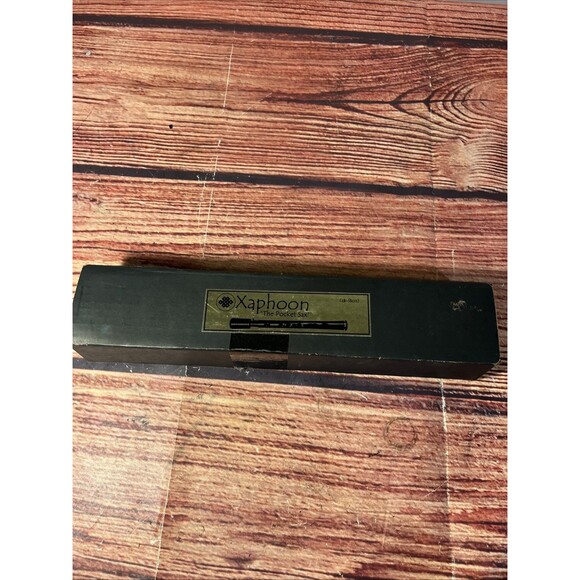 Xaphoon
"The Pocket Sax"